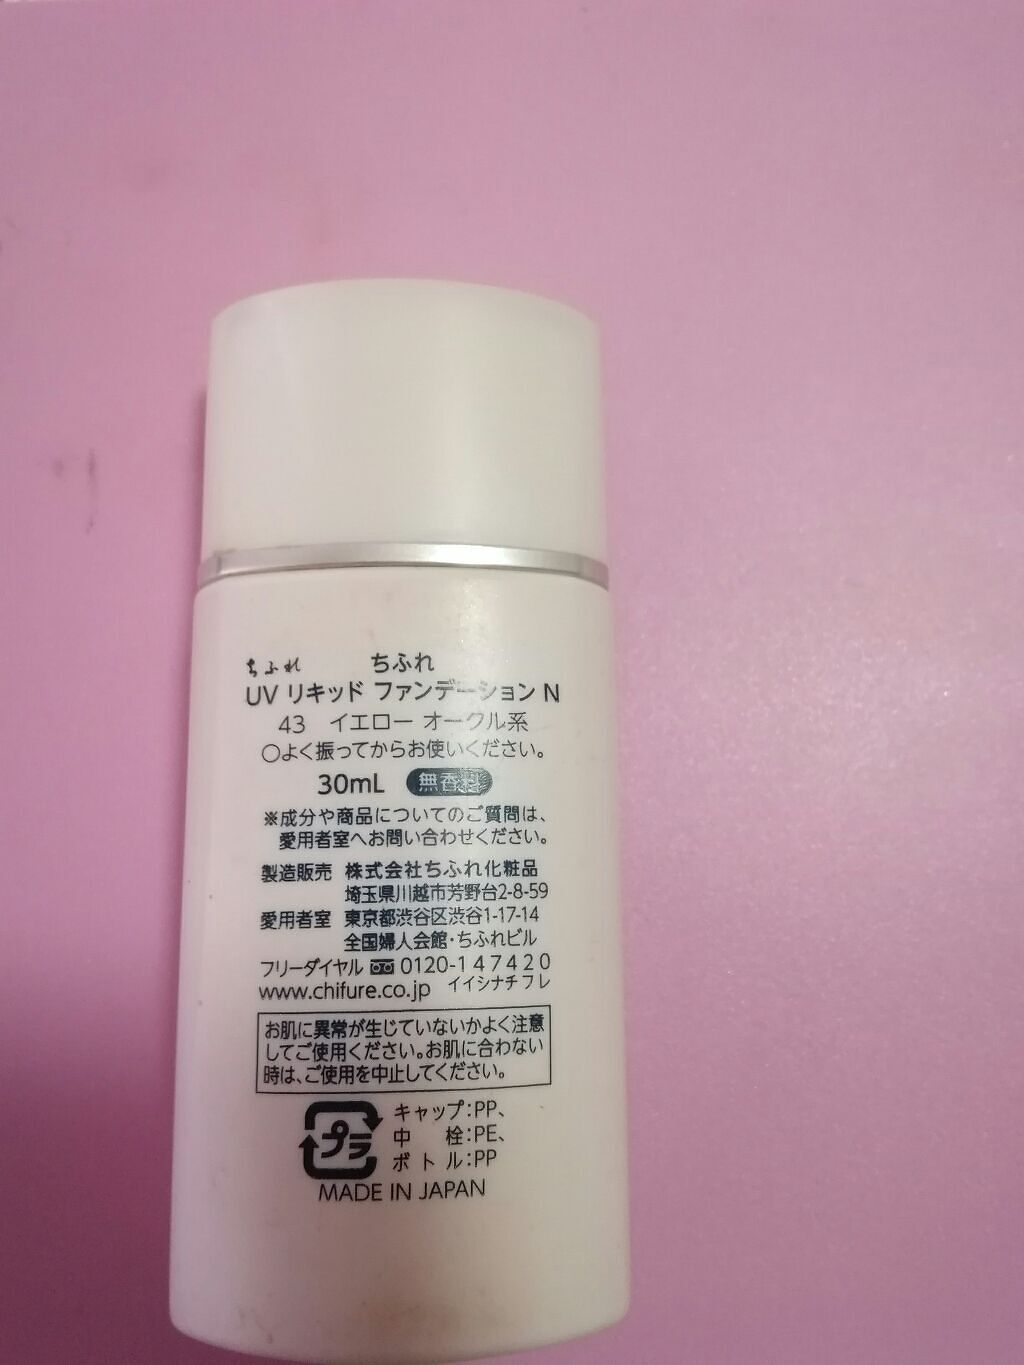 ちふれ ちふれ
UV リキッド ファンデーション N
43 イエロー オークル系
○よく振ってからお使いください。
30mL 無香料
※成分や商品についてのご質問は、
愛用者室へお問い合わせください。
製造販売 株式会社ちふれ化粧品
埼玉県川越市芳野台2-8-59
愛用者室 東京都渋谷区渋谷1-17-14
全国婦人会館・ちふれビル
フリーダイヤル 0120-147420
www.chifure.co.jp イイシナチフレ
お肌に異常が生じていないかよく注意
してご使用ください。お肌に合わない
時は、ご使用を中止してください。
プラ
キャップ:PP、
中 栓:PE、
ボトル:PP
MADE IN JAPAN